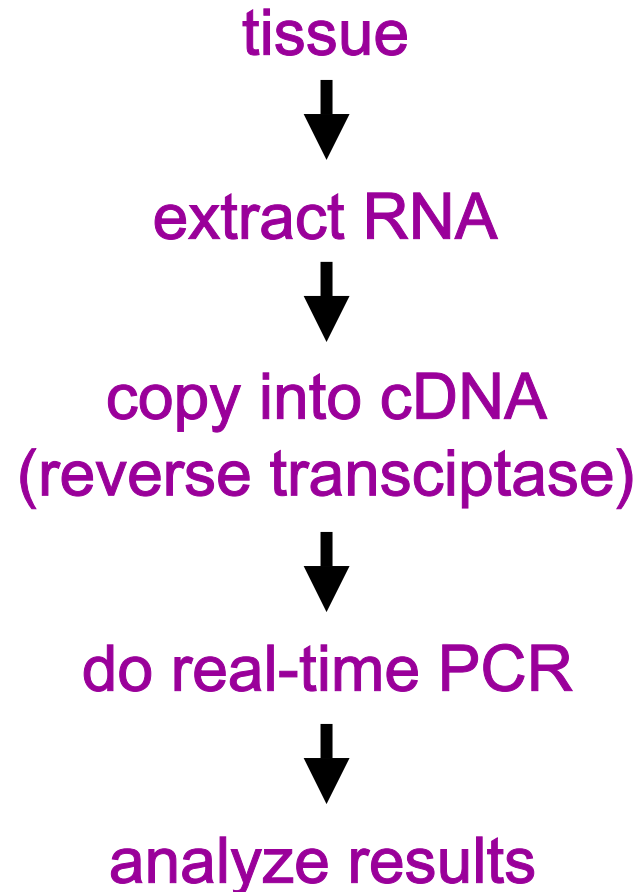 tissue
extract RNA
copy into cDNA
(reverse transciptase)
do real-time PCR
analyze results